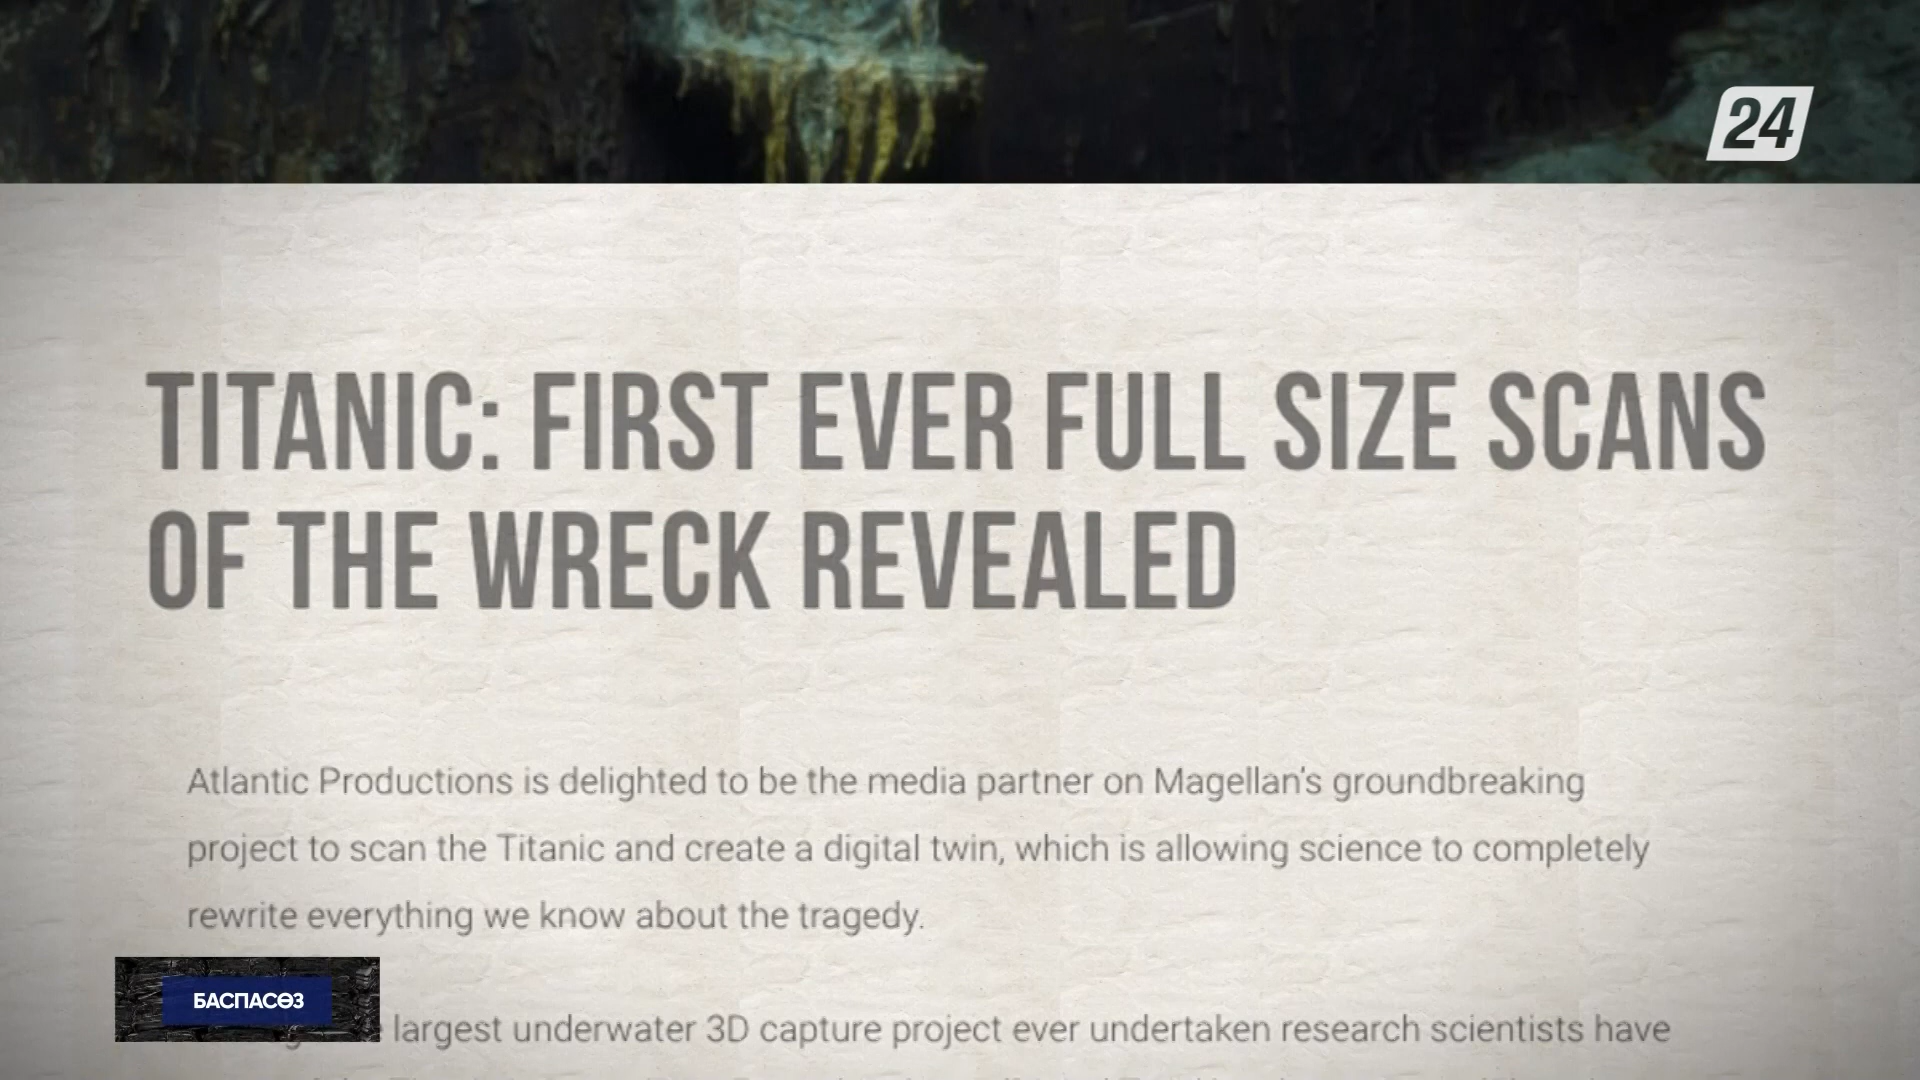 24
TITANIC: FIRST EVER FULL SIZE SCANS
OF THE WRECK REVEALED
Atlantic Productions is delighted to be the media partner on Magellan's groundbreaking
project to scan the Titanic and create a digital twin, which is allowing science to completely
rewrite everything we know about the tragedy.
БАСПАСӨЗ
largest underwater 3D capture project ever undertaken research scientists have